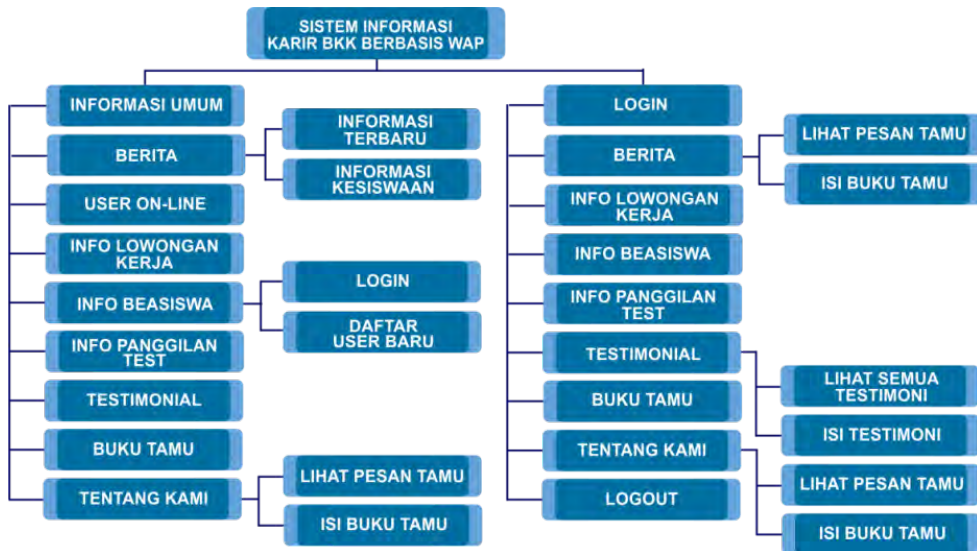 SISTEM INFORMASI
KARIR BKK BERBASIS WAP
INFORMASI UMUM
BERITA
INFORMASI
TERBARU
INFORMASI
KESISWAAN
USER ON-LINE
INFO LOWONGAN
KERJA
INFO BEASISWA
LOGIN
DAFTAR
USER BARU
INFO PANGGILAN
TEST
TESTIMONIAL
BUKU TAMU
TENTANG KAMI
LIHAT PESAN TAMU
ISI BUKU TAMU
LOGIN
BERITA
LIHAT PESAN TAMU
ISI BUKU TAMU
INFO LOWONGAN
KERJA
INFO BEASISWA
INFO PANGGILAN
TEST
TESTIMONIAL
LIHAT SEMUA
TESTIMONI
ISI TESTIMONI
BUKU TAMU
TENTANG KAMI
LIHAT PESAN TAMU
ISI BUKU TAMU
LOGOUT